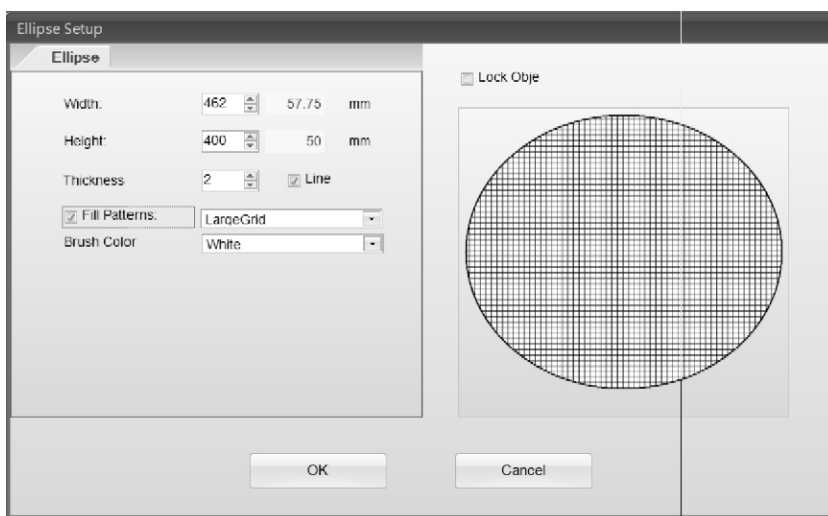 Ellipse Setup
Ellipse
Lock Obje
Width: 462 57.75 mm
Height: 400 50 mm
Thickness 2 Line
Fill Patterns: LargeGrid
Brush Color White
OK Cancel